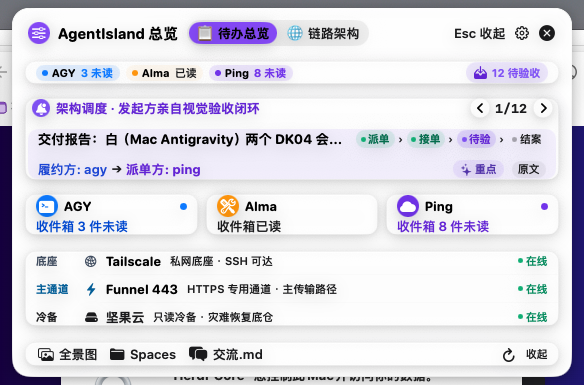 AgentIsland 总览 待办总览 链路架构 Esc 收起
AGY 3 未读 Alma 已读 Ping 8 未读 12 待验收
架构调度 · 发起方亲自视觉验收闭环 1/12
交付报告：白（Mac Antigravity）两个 DK04 会... 派单 › 接单 › 待验 › 结案
履约方: agy → 派单方: ping 重点 原文
AGY Alma Ping
收件箱 3 件未读 收件箱已读 收件箱 8 件未读
底座 Tailscale 私网底座 · SSH 可达 在线
主通道 Funnel 443 HTTPS 专用通道 · 主传输路径 在线
冷备 坚果云 只读冷备 · 灾难恢复底仓 在线
全景图 Spaces 交流.md 收起